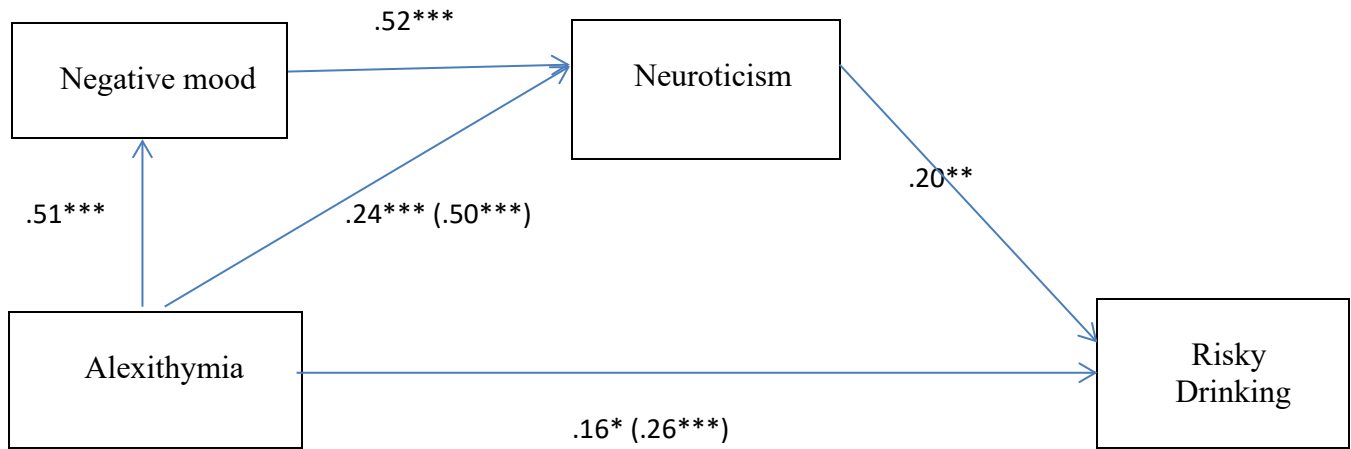 .52***
Negative mood
Neuroticism
.51***
.24*** (.50***)
.20**
Alexithymia
Risky
Drinking
.16* (.26***)